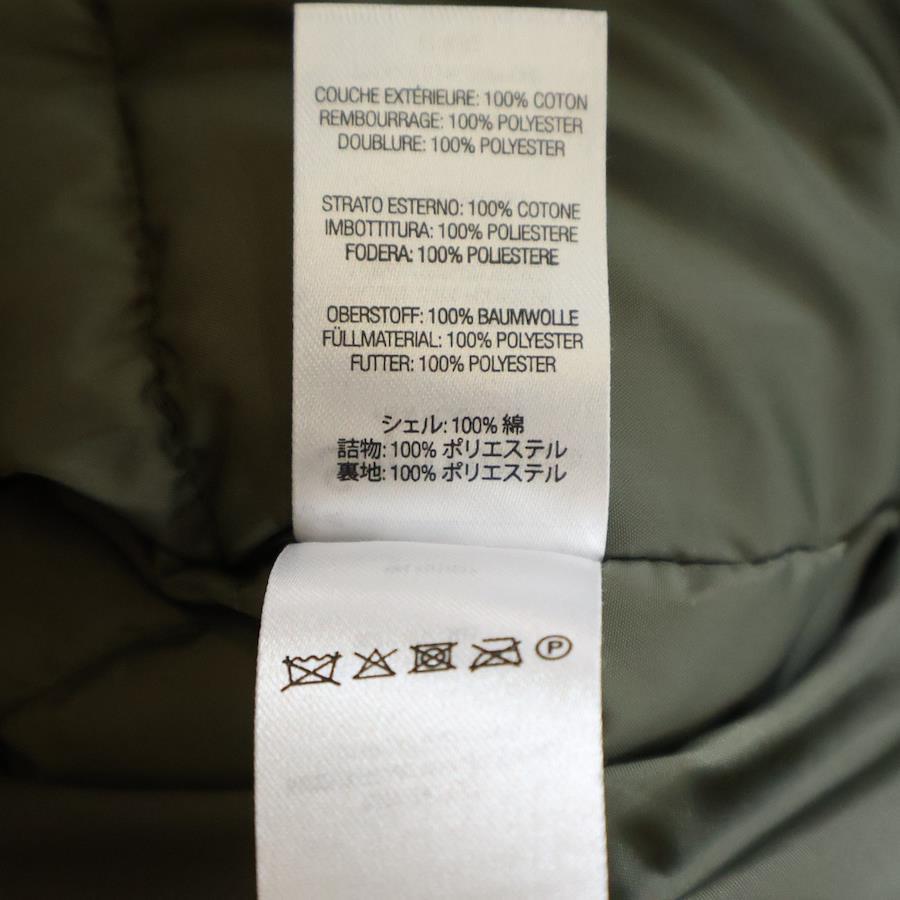 COUCHE EXTÉRIEURE: 100% COTON
REMBOURRAGE: 100% POLYESTER
DOUBLURE: 100% POLYESTER
STRATO ESTERNO: 100% COTONE
IMBOTTITURA: 100% POLIESTERE
FODERA: 100% POLIESTERE
OBERSTOFF: 100% BAUMWOLLE
FÜLLMATERIAL: 100% POLYESTER
FUTTER: 100% POLYESTER
シェル: 100% 綿
詰物: 100% ポリエステル
裏地: 100% ポリエステル
P